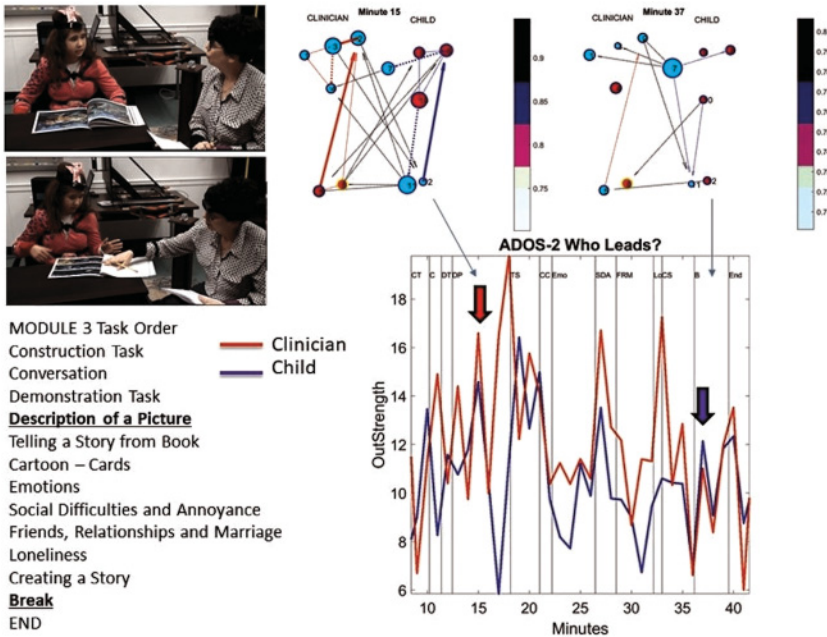 Minute 15
CLINICIAN
CHILD
0.9
0.85
0.8
0.75
Minute 37
CLINICIAN
CHILD
ADOS-2 Who Leads?
CT C DT DP TS CC Emo SDA FRM LoCS B End
18
16
14
12
10
8
6
OutStrength
10 15 20 25 30 35 40
Minutes
Clinician
Child
MODULE 3 Task Order
Construction Task
Conversation
Demonstration Task
Description of a Picture
Telling a Story from Book
Cartoon – Cards
Emotions
Social Difficulties and Annoyance
Friends, Relationships and Marriage
Loneliness
Creating a Story
Break
END